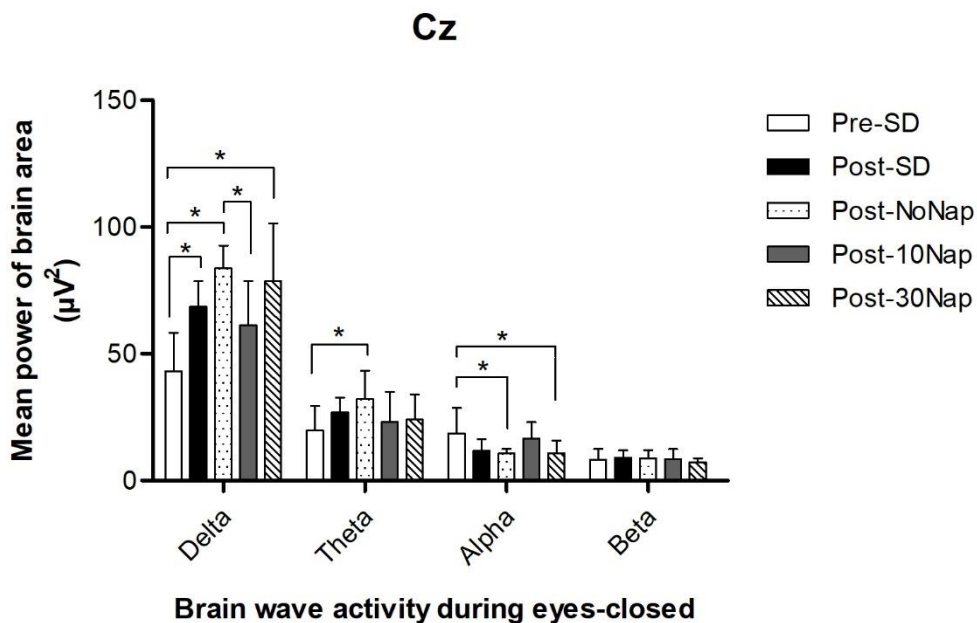 Cz
Mean power of brain area
(µV²)
150
100
50
0
*
*
*
*
*
*
*
Delta
Theta
Alpha
Beta
Brain wave activity during eyes-closed
Pre-SD
Post-SD
Post-NoNap
Post-10Nap
Post-30Nap